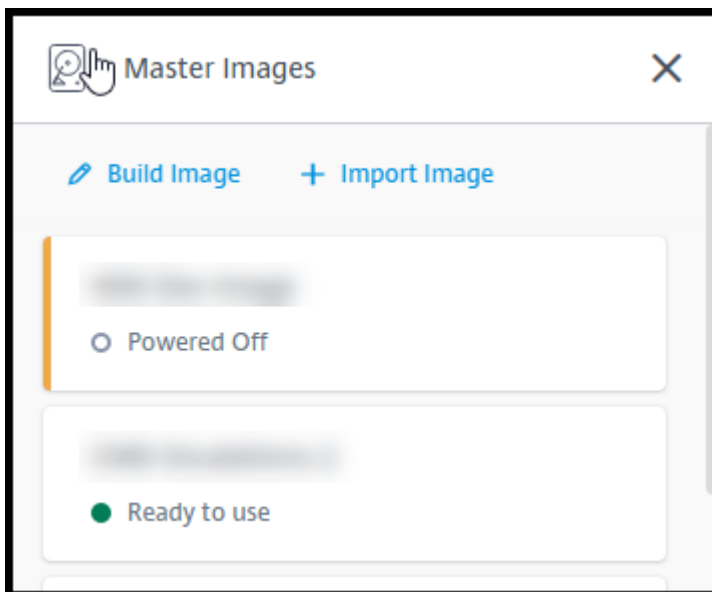 Master Images
Build Image
Import Image
Powered Off
Ready to use